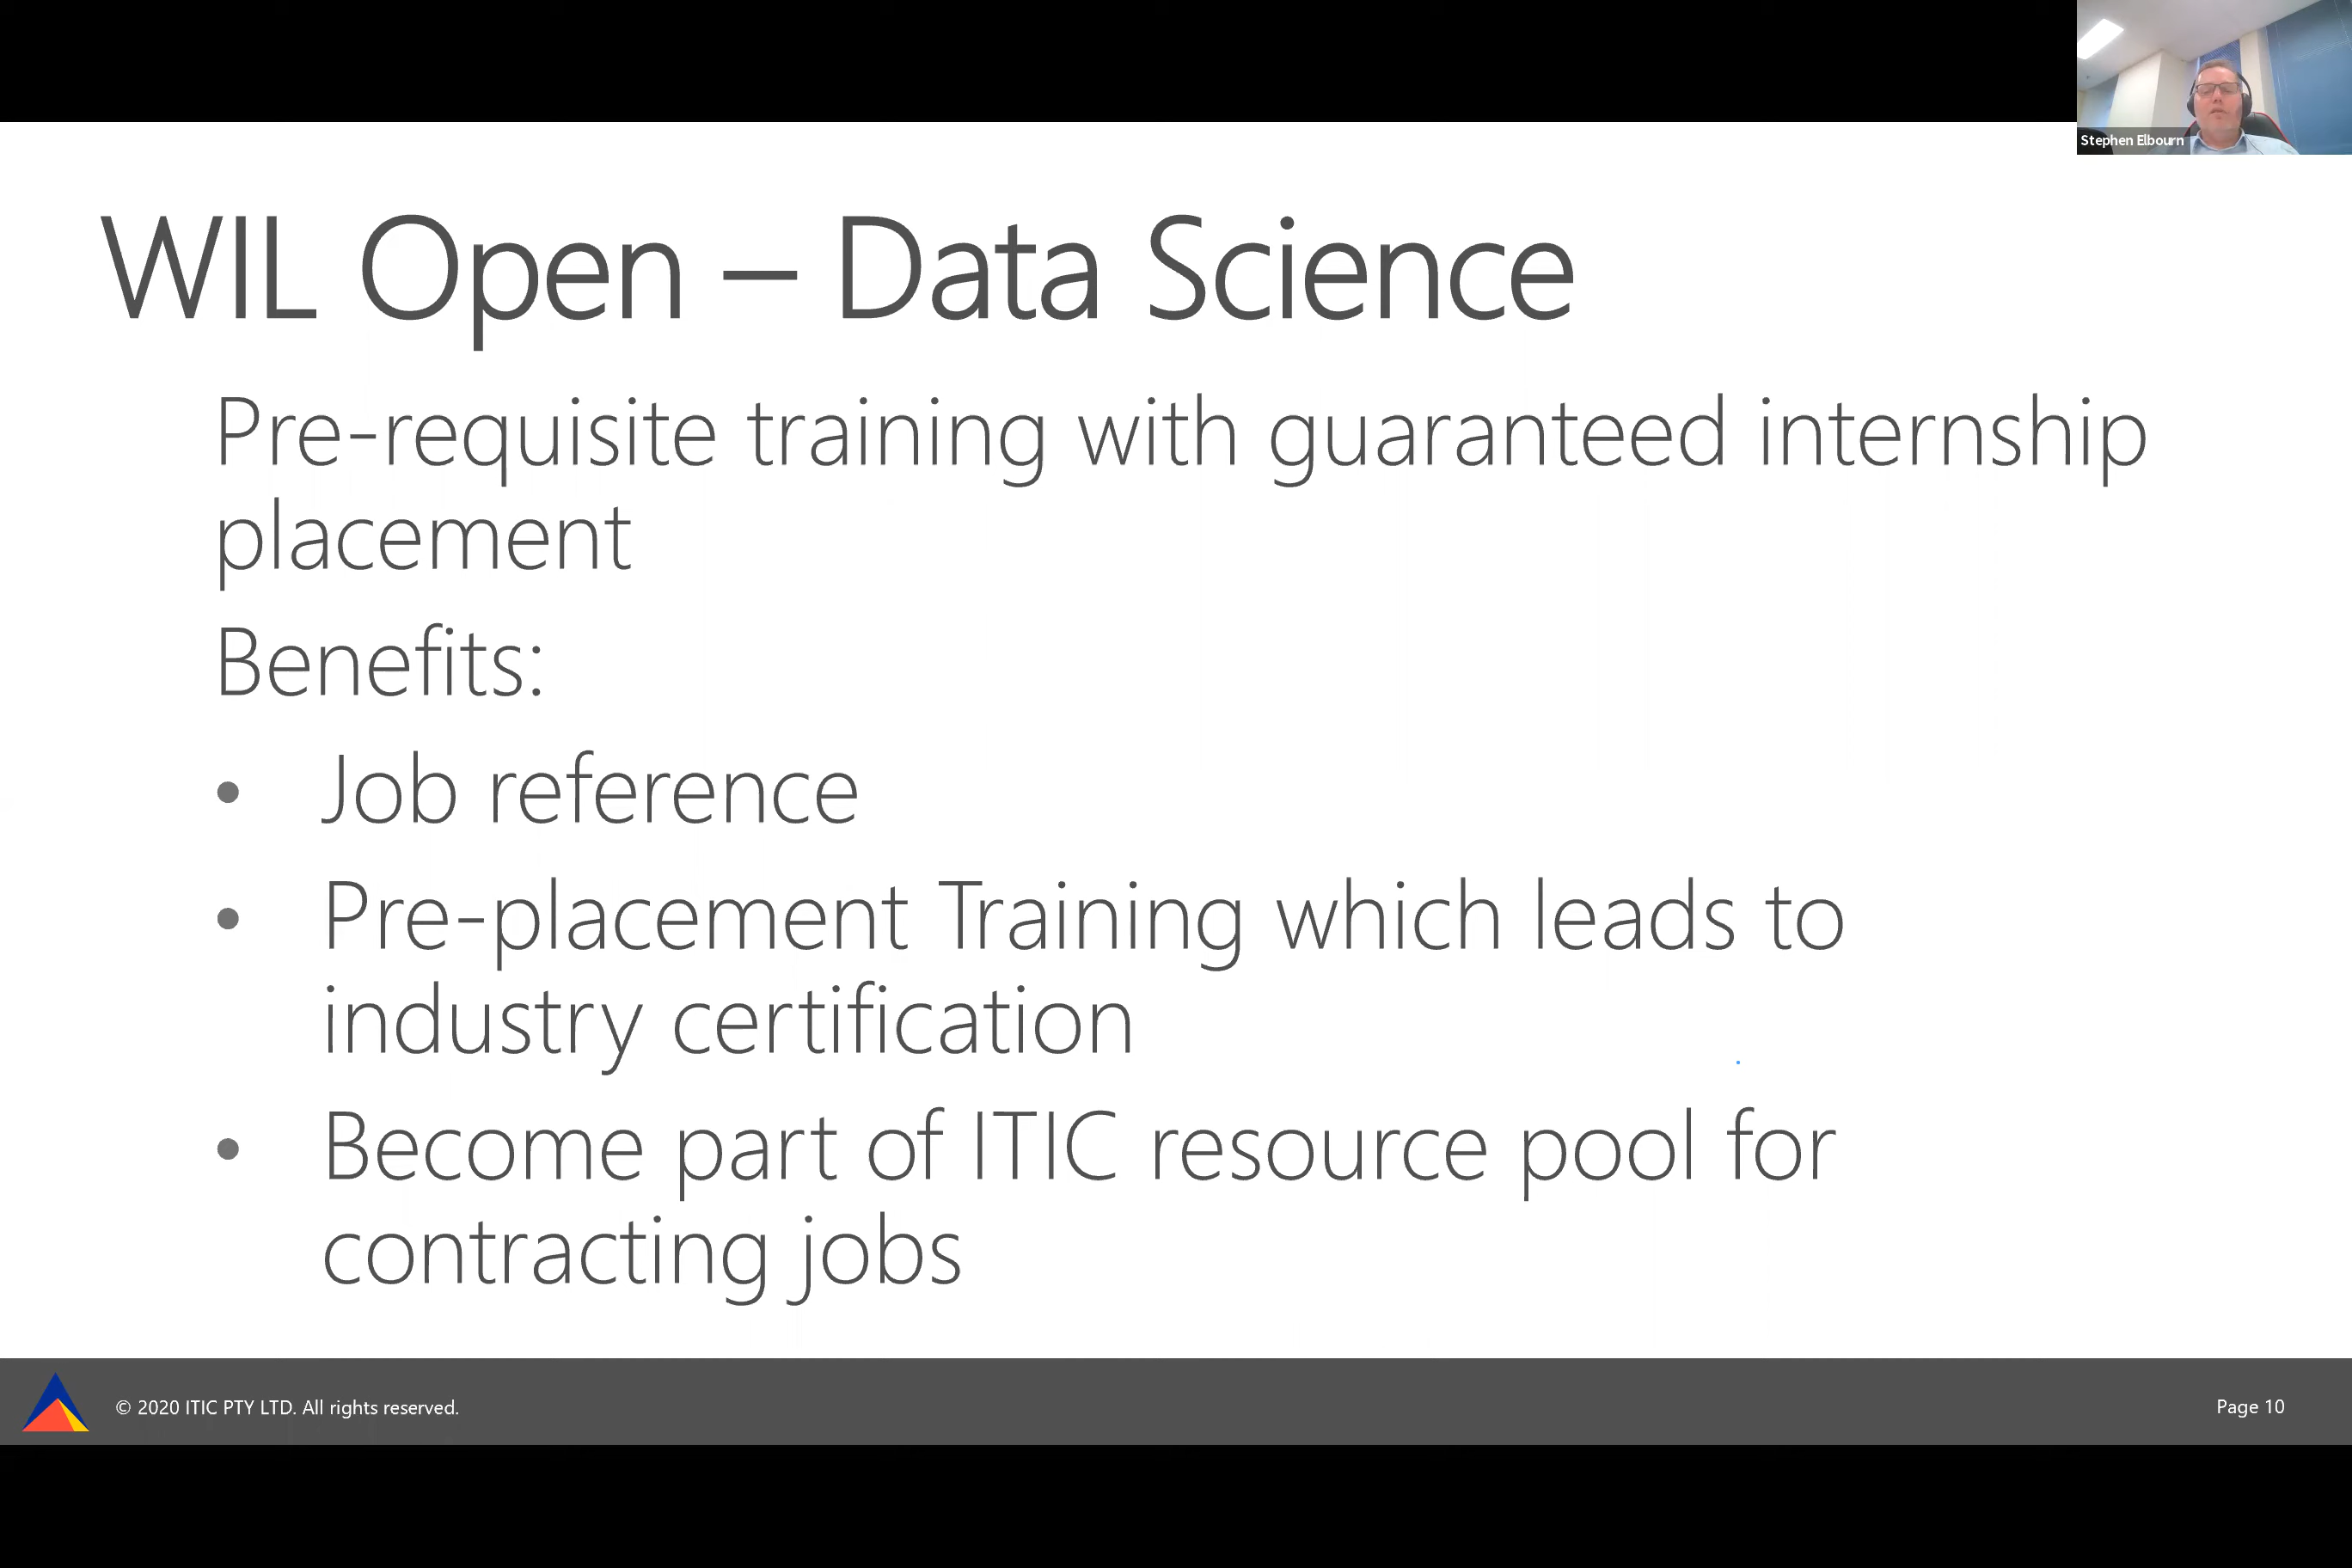 Stephen Elbourn
WIL Open – Data Science
Pre-requisite training with guaranteed internship
placement
Benefits:
• Job reference
• Pre-placement Training which leads to
industry certification
• Become part of ITIC resource pool for
contracting jobs
© 2020 ITIC PTY LTD. All rights reserved.
Page 10